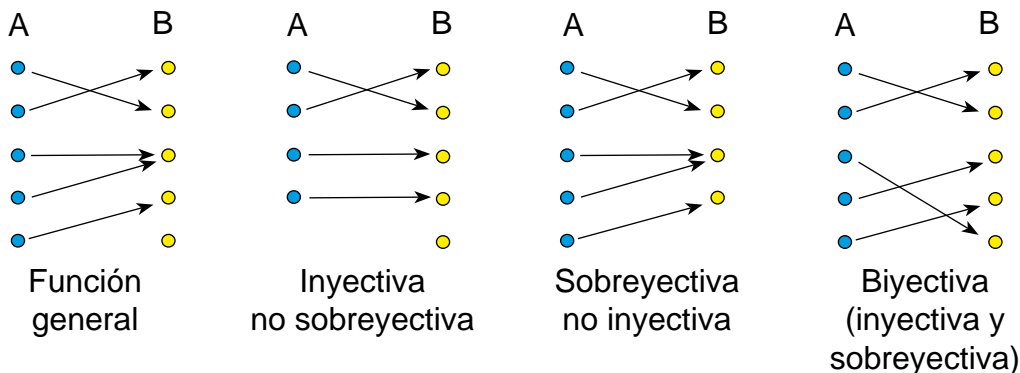 A B
A B
A B
A B
Función
general
Inyectiva
no sobreyectiva
Sobreyectiva
no inyectiva
Biyectiva
(inyectiva y
sobreyectiva)